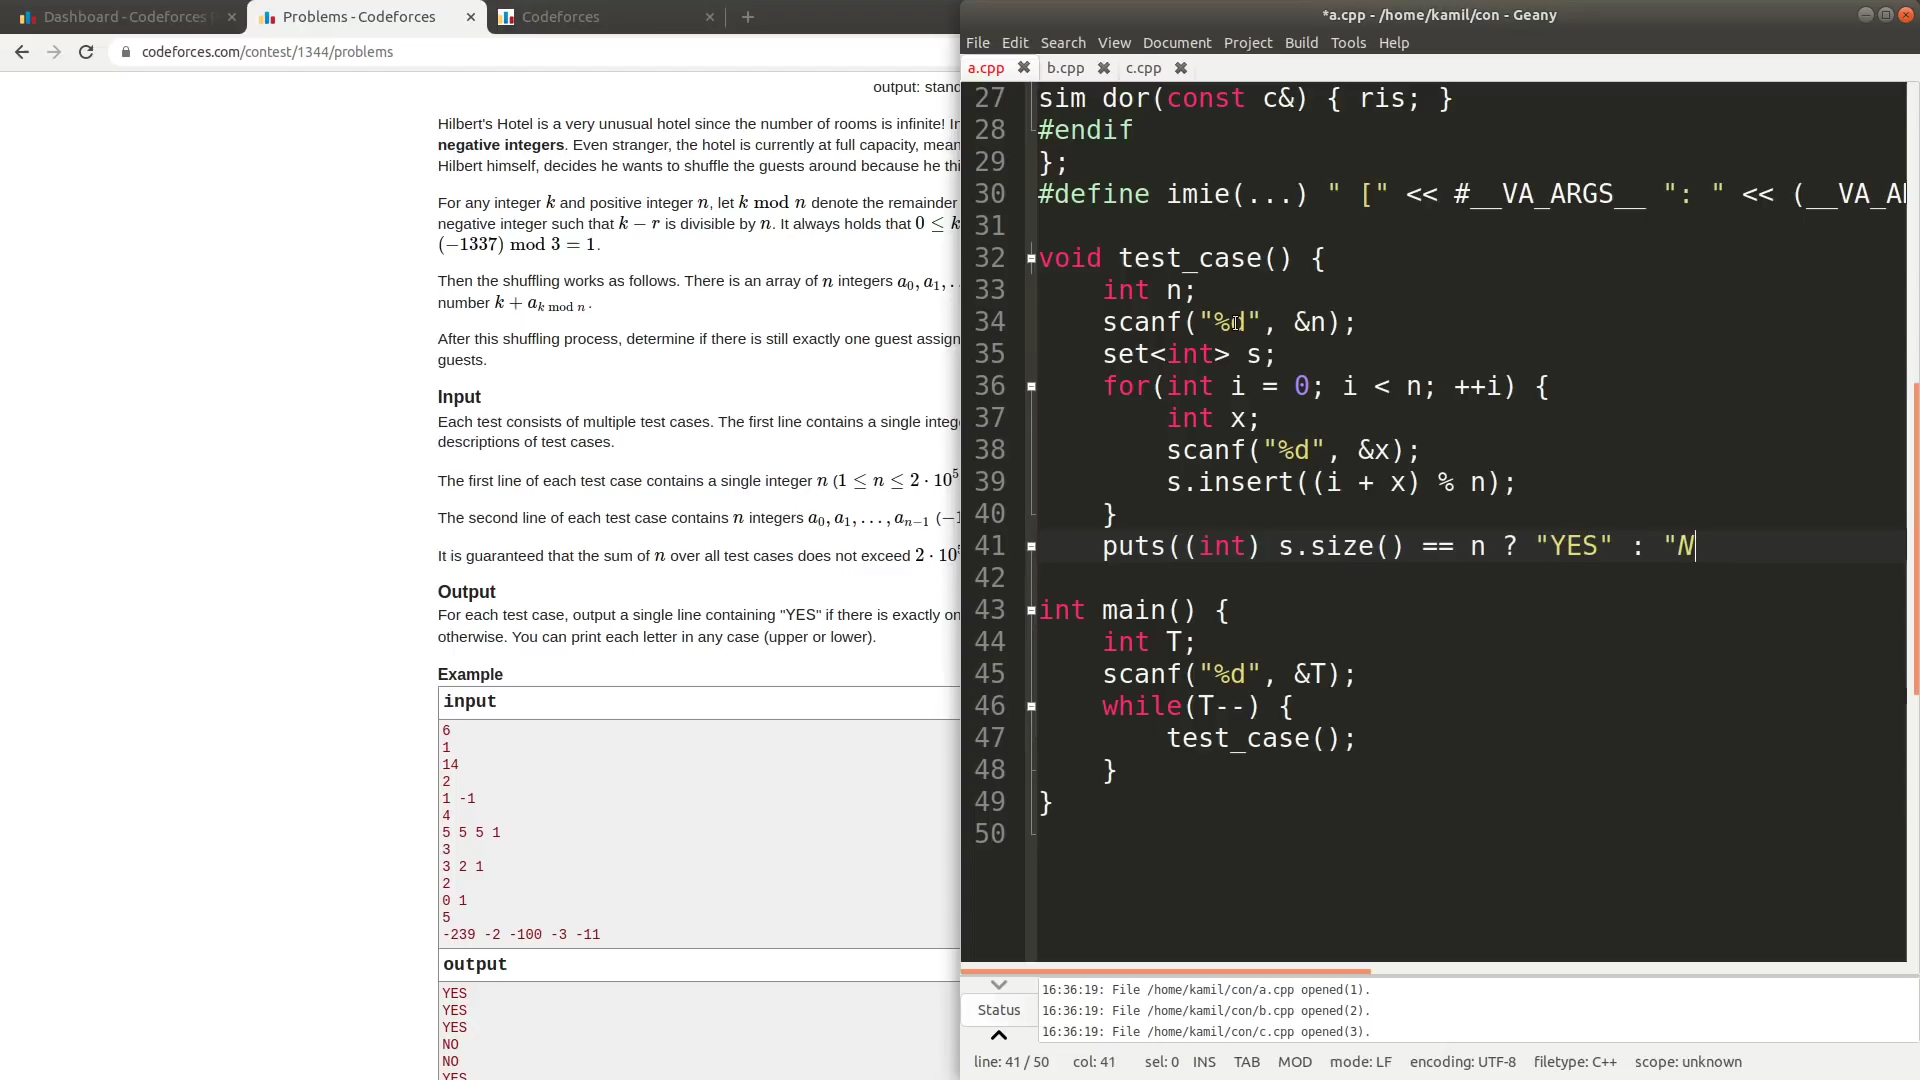 Dashboard - Codeforces
Problems - Codeforces
Codeforces
codeforces.com/contest/1344/problems
output: stand
Hilbert's Hotel is a very unusual hotel since the number of rooms is infinite! In
negative integers. Even stranger, the hotel is currently at full capacity, mean
Hilbert himself, decides he wants to shuffle the guests around because he thi
For any integer k and positive integer n, let k mod n denote the remainder
negative integer such that k − r is divisible by n. It always holds that 0 ≤ k
(−1337) mod 3 = 1.
Then the shuffling works as follows. There is an array of n integers a0, a1, . .
number k + a k mod n .
After this shuffling process, determine if there is still exactly one guest assign
guests.
Input
Each test consists of multiple test cases. The first line contains a single intege
descriptions of test cases.
The first line of each test case contains a single integer n (1 ≤ n ≤ 2 · 10^5
The second line of each test case contains n integers a0, a1, . . . , an−1 (−1
It is guaranteed that the sum of n over all test cases does not exceed 2 · 10^5
Output
For each test case, output a single line containing "YES" if there is exactly on
otherwise. You can print each letter in any case (upper or lower).
Example
input
6
1
14
2
1 -1
4
5 5 5 1
3
3 2 1
2
0 1
5
-239 -2 -100 -3 -11
output
YES
YES
YES
NO
NO
YES
*a.cpp - /home/kamil/con - Geany
File Edit Search View Document Project Build Tools Help
a.cpp b.cpp c.cpp
27 sim dor(const c&) { ris; }
28 #endif
29 };
30 #define imie(...) " [" << #__VA_ARGS__ ": " << (__VA_AR
31
32 void test_case() {
33 int n;
34 scanf("%d", &n);
35 set<int> s;
36 for(int i = 0; i < n; ++i) {
37 int x;
38 scanf("%d", &x);
39 s.insert((i + x) % n);
40 }
41 puts((int) s.size() == n ? "YES" : "N
42
43 int main() {
44 int T;
45 scanf("%d", &T);
46 while(T--) {
47 test_case();
48 }
49 }
50
Status
16:36:19: File /home/kamil/con/a.cpp opened(1).
16:36:19: File /home/kamil/con/b.cpp opened(2).
16:36:19: File /home/kamil/con/c.cpp opened(3).
line: 41 / 50 col: 41 sel: 0 INS TAB MOD mode: LF encoding: UTF-8 filetype: C++ scope: unknown